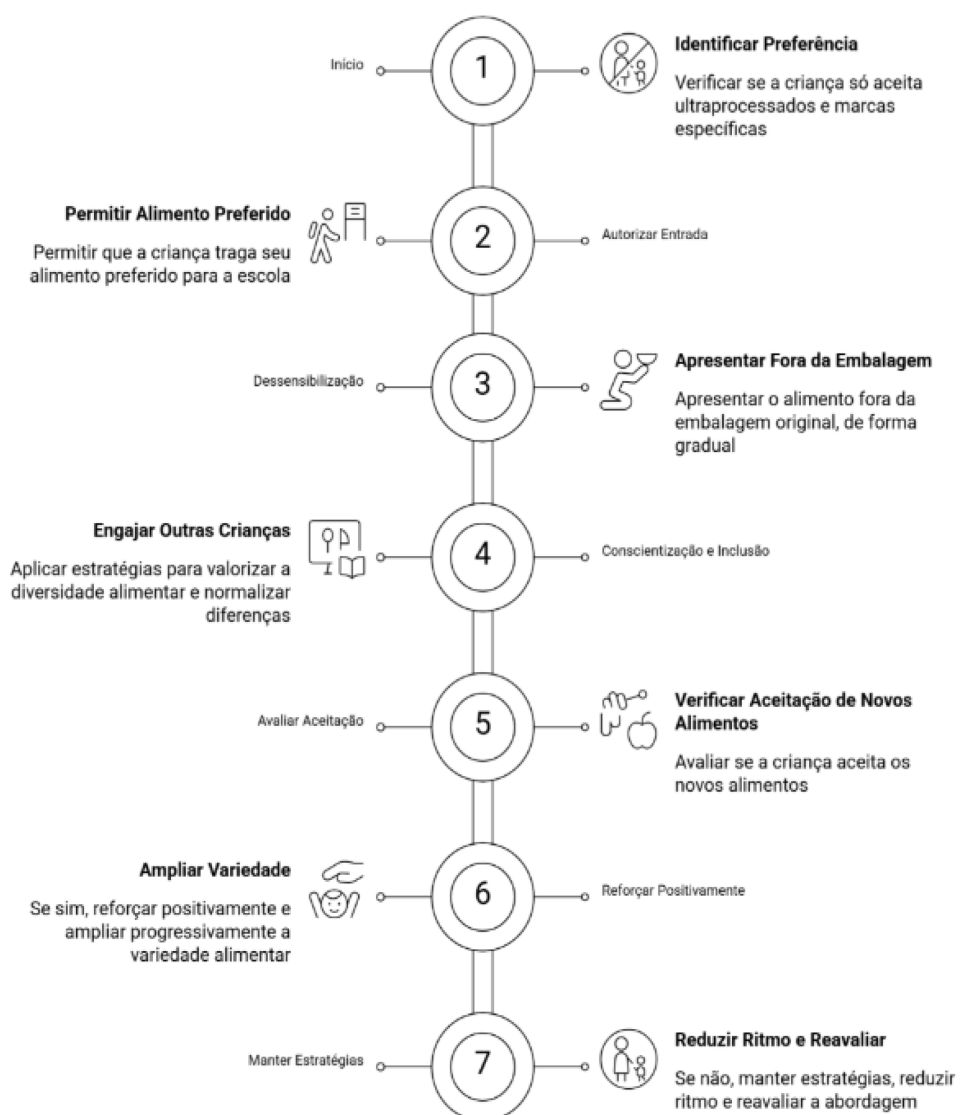 Início
1
Identificar Preferência
Verificar se a criança só aceita
ultraprocessados e marcas
específicas
Permitir Alimento Preferido
Permitir que a criança traga seu
alimento preferido para a escola
2
Autorizar Entrada
Dessensibilização
3
Apresentar Fora da Embalagem
Apresentar o alimento fora da
embalagem original, de forma
gradual
Engajar Outras Crianças
Aplicar estratégias para valorizar a
diversidade alimentar e normalizar
diferenças
4
Conscientização e Inclusão
Avaliar Aceitação
5
Verificar Aceitação de Novos
Alimentos
Avaliar se a criança aceita os
novos alimentos
Ampliar Variedade
Se sim, reforçar positivamente e
ampliar progressivamente a
variedade alimentar
6
Reforçar Positivamente
Manter Estratégias
7
Reduzir Ritmo e Reavaliar
Se não, manter estratégias, reduzir
ritmo e reavaliar a abordagem